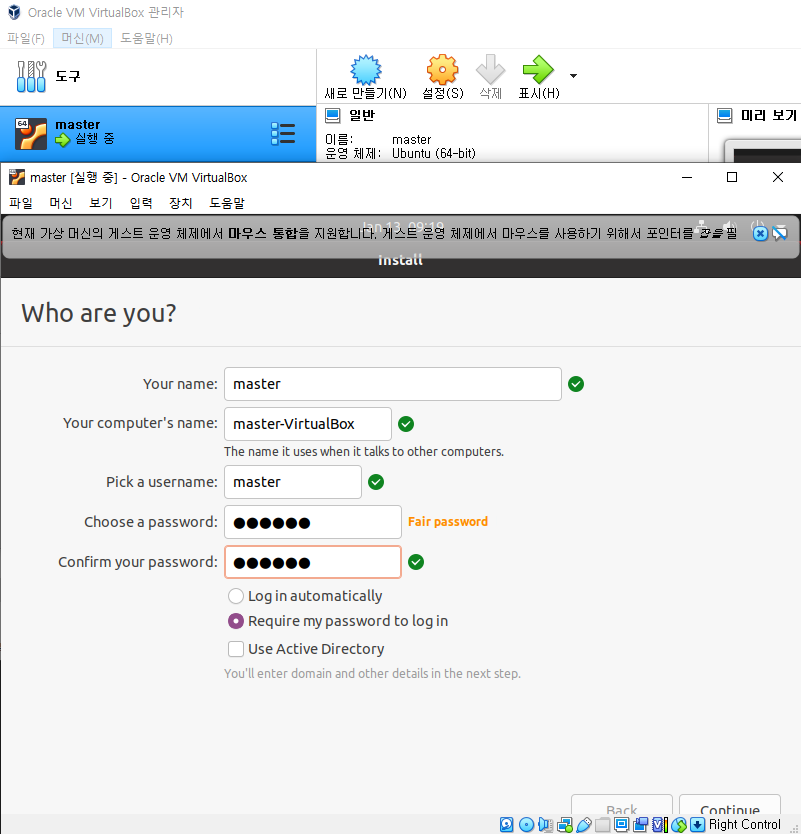 Oracle VM VirtualBox 관리자
파일(F) 머신(M) 도움말(H)
도구
새로 만들기(N) 설정(S) 삭제 표시(H)
64
master
실행 중
일반
미리 보기
이름: master
운영 체제: Ubuntu (64-bit)
master [실행 중] - Oracle VM VirtualBox
파일 머신 보기 입력 장치 도움말
Jan 13 09:19
현재 가상 머신의 게스트 운영 체제에서 마우스 통합을 지원합니다. 게스트 운영 체제에서 마우스를 사용하기 위해서 포인터를
Install
Who are you?
Your name: master
Your computer's name: master-VirtualBox
The name it uses when it talks to other computers.
Pick a username: master
Choose a password: ●●●●●● Fair password
Confirm your password: ●●●●●●
Log in automatically
Require my password to log in
Use Active Directory
You'll enter domain and other details in the next step.
Back Continue
Right Control